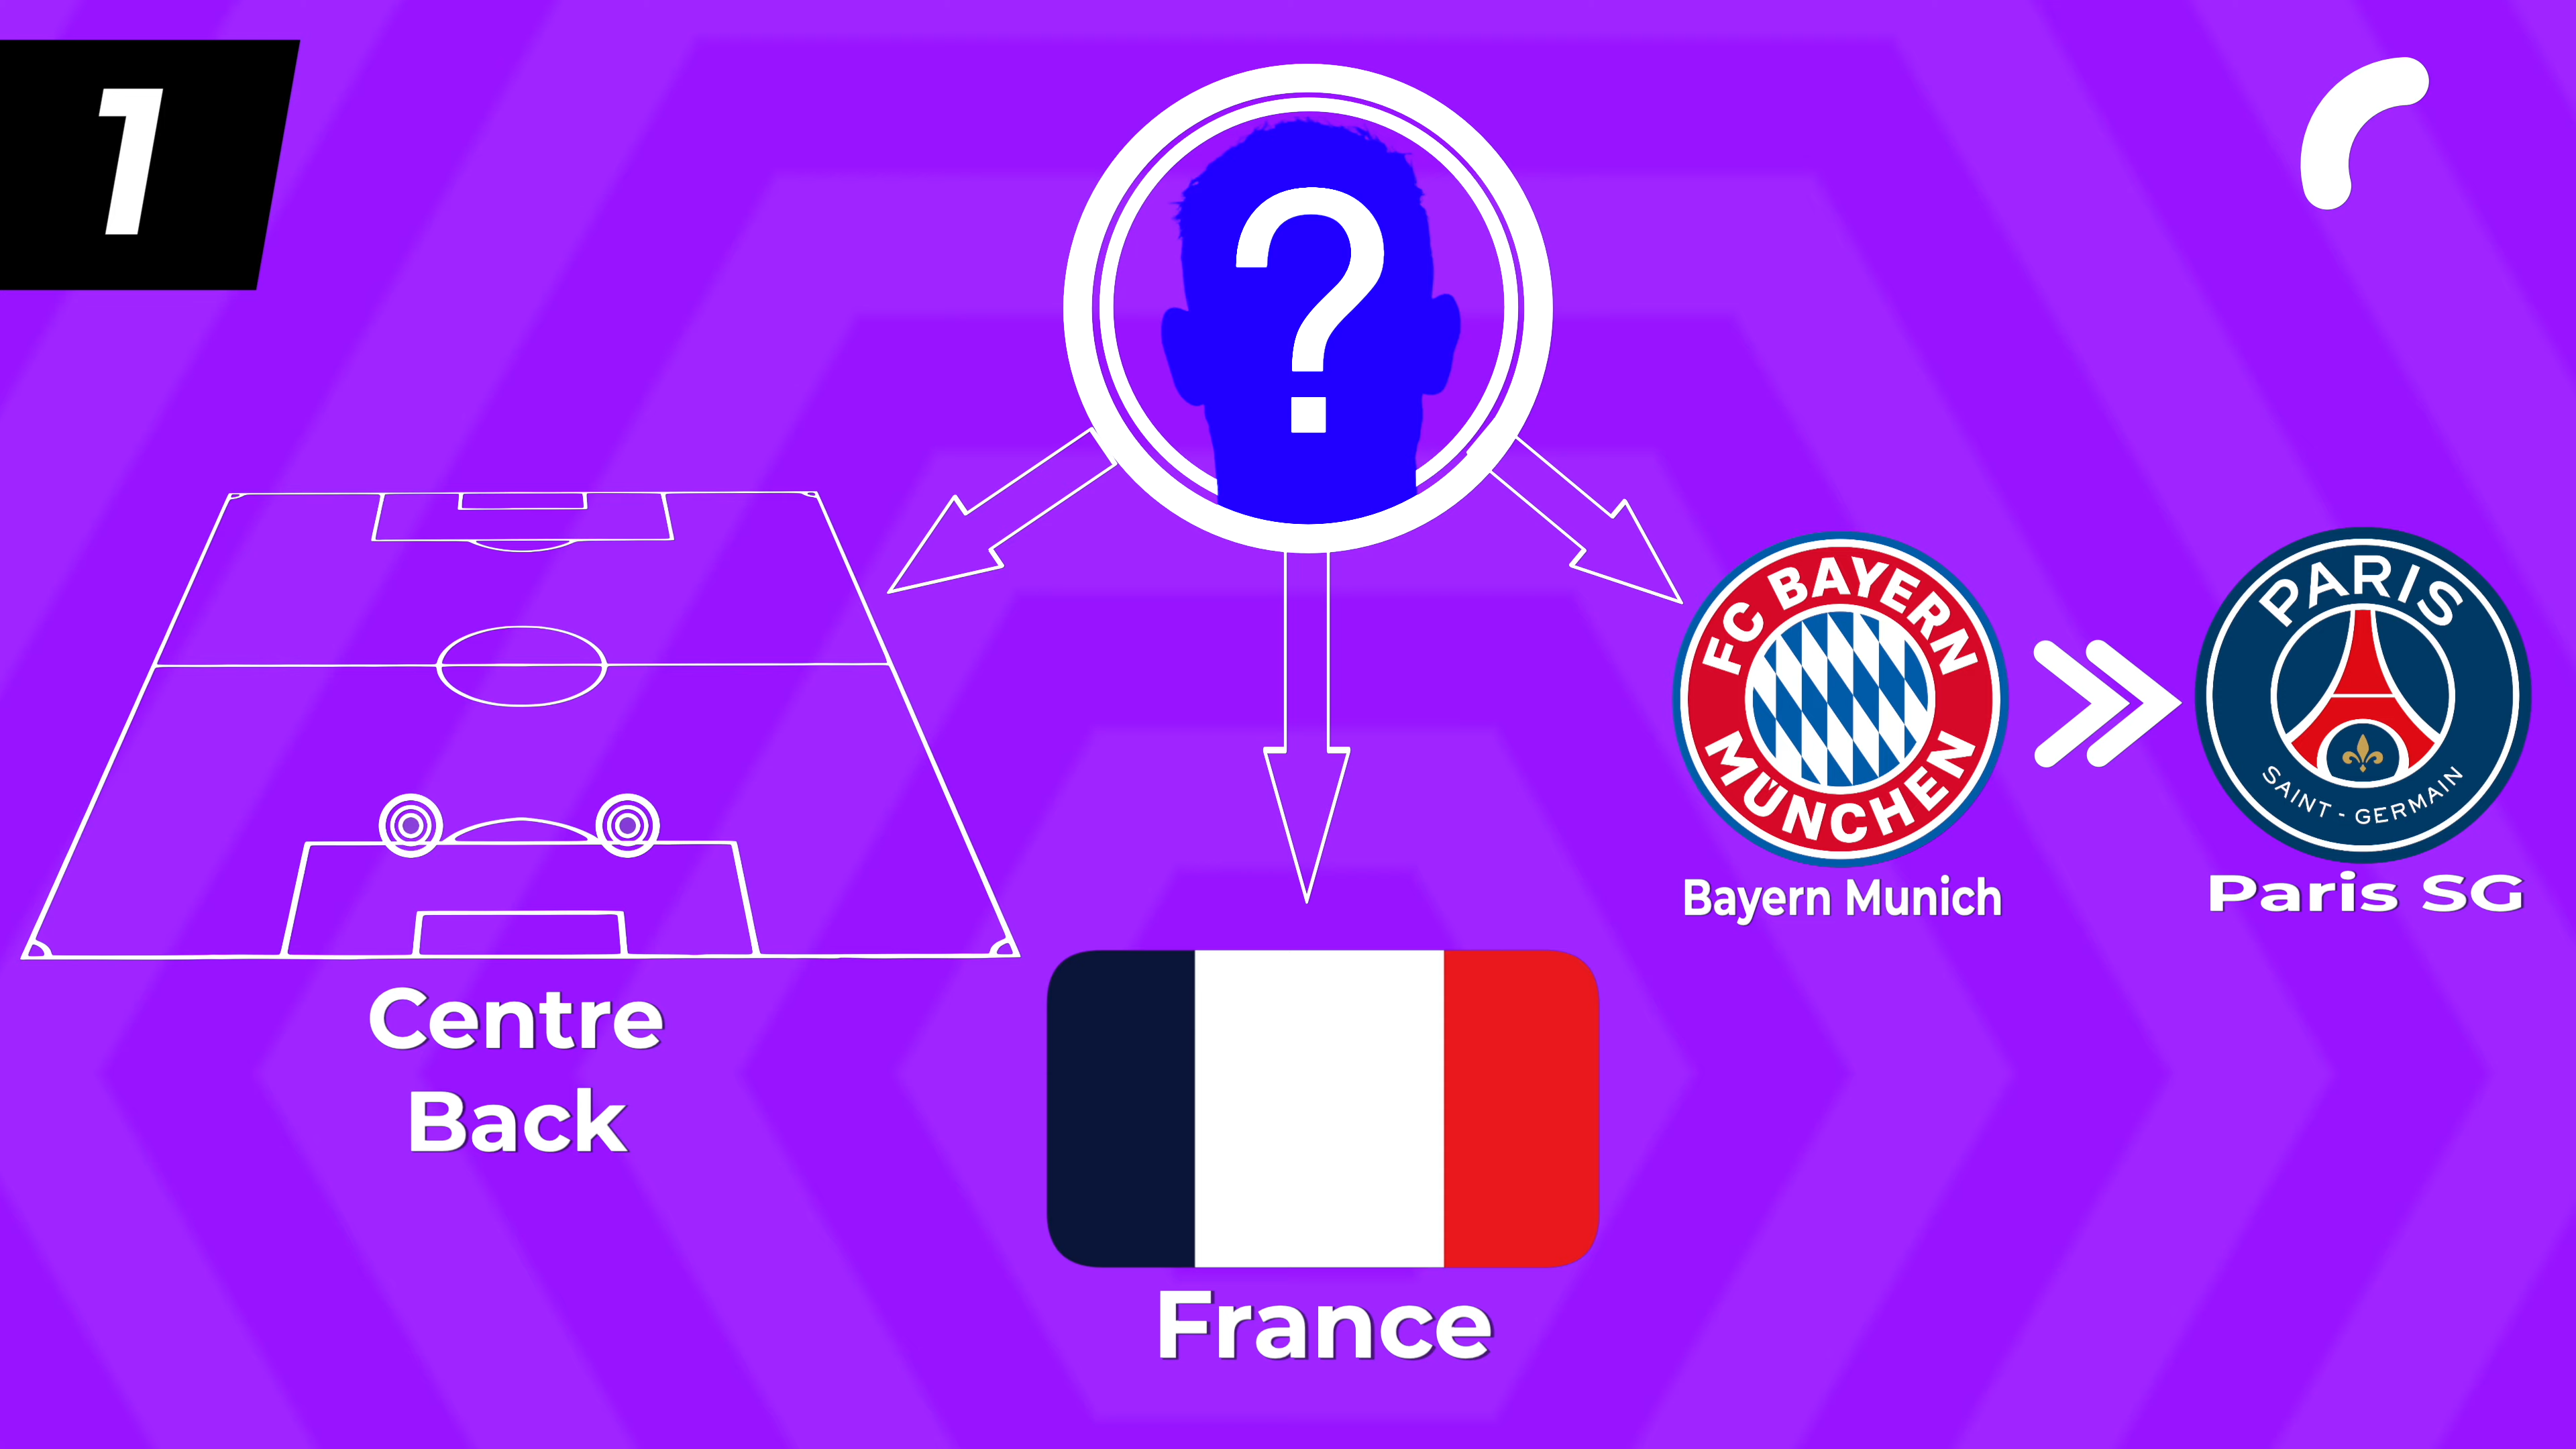 1
?
FC BAYERN
MÜNCHEN
Bayern Munich
PARIS
SAINT - GERMAIN
Paris SG
Centre
Back
France